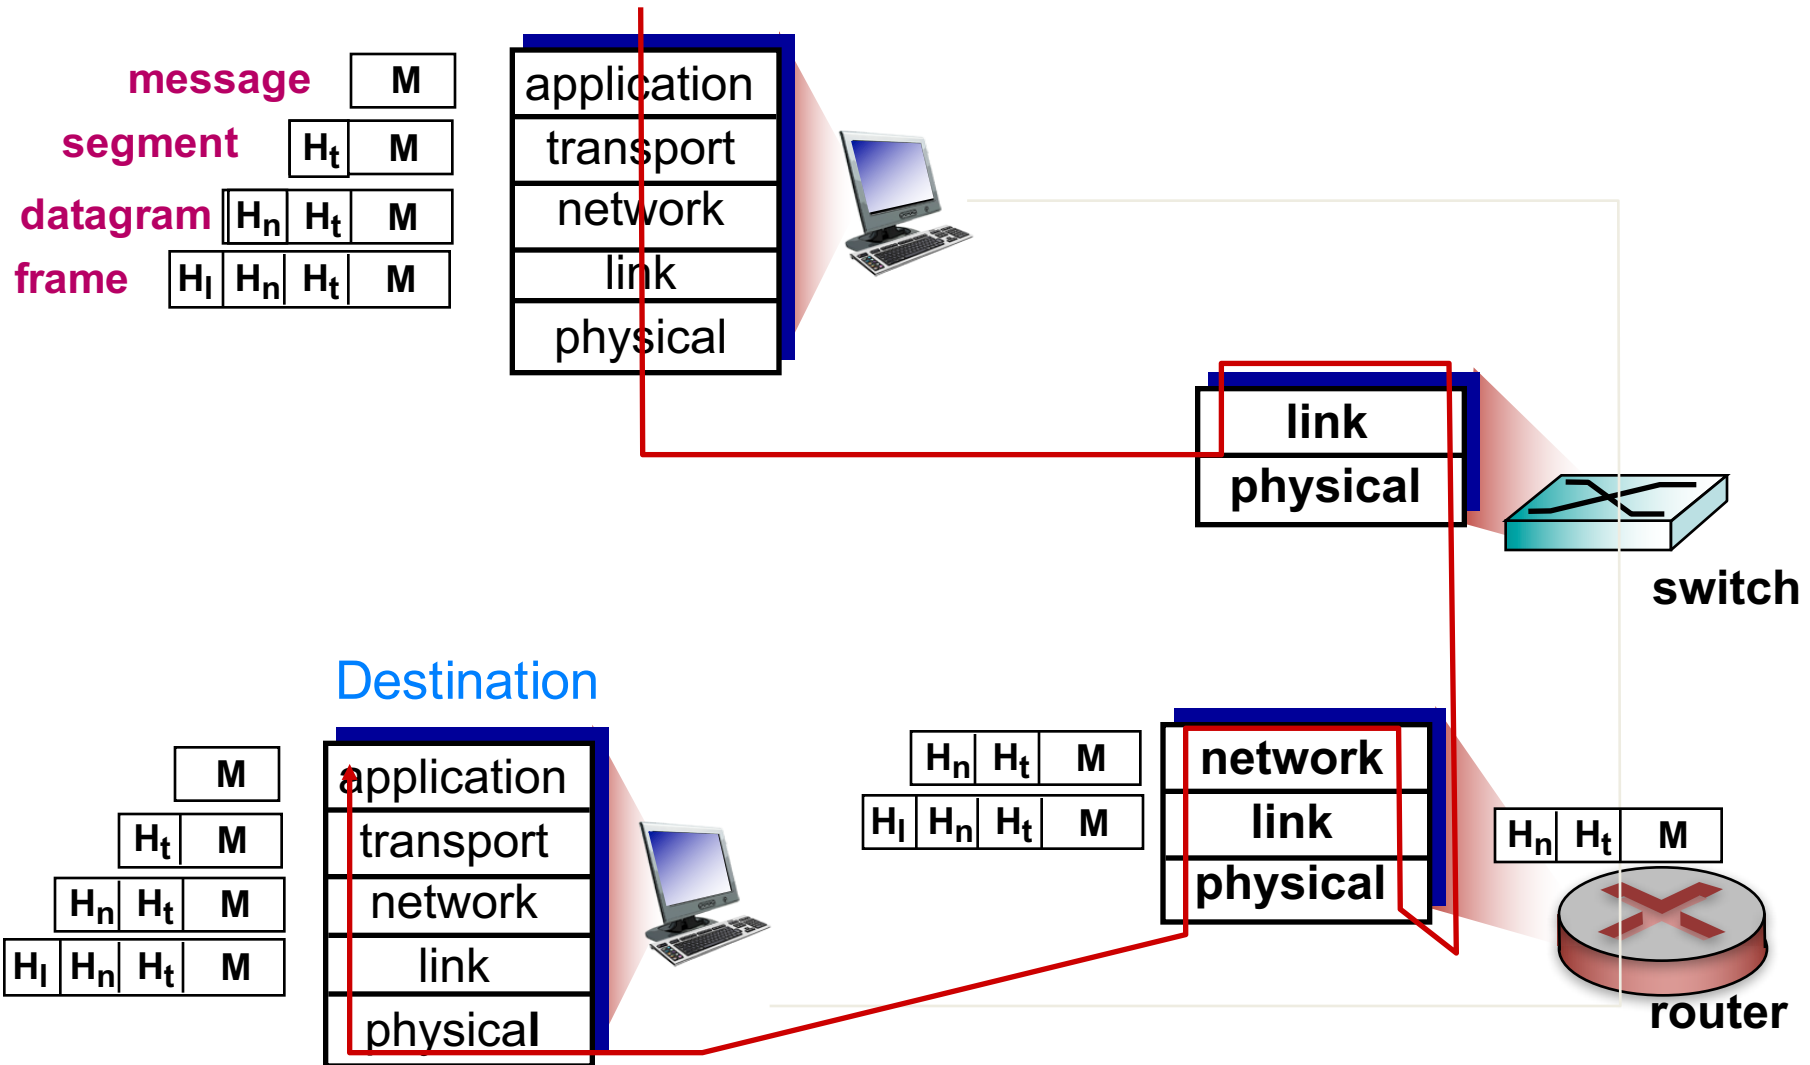 message M application
segment Ht M transport
datagram Hn Ht M network
frame Hl Hn Ht M link
physical
link
physical
switch
Destination
M application
Ht M transport
Hn Ht M network
Hl Hn Ht M link
physical
Hn Ht M network
Hl Hn Ht M link
physical
Hn Ht M
router